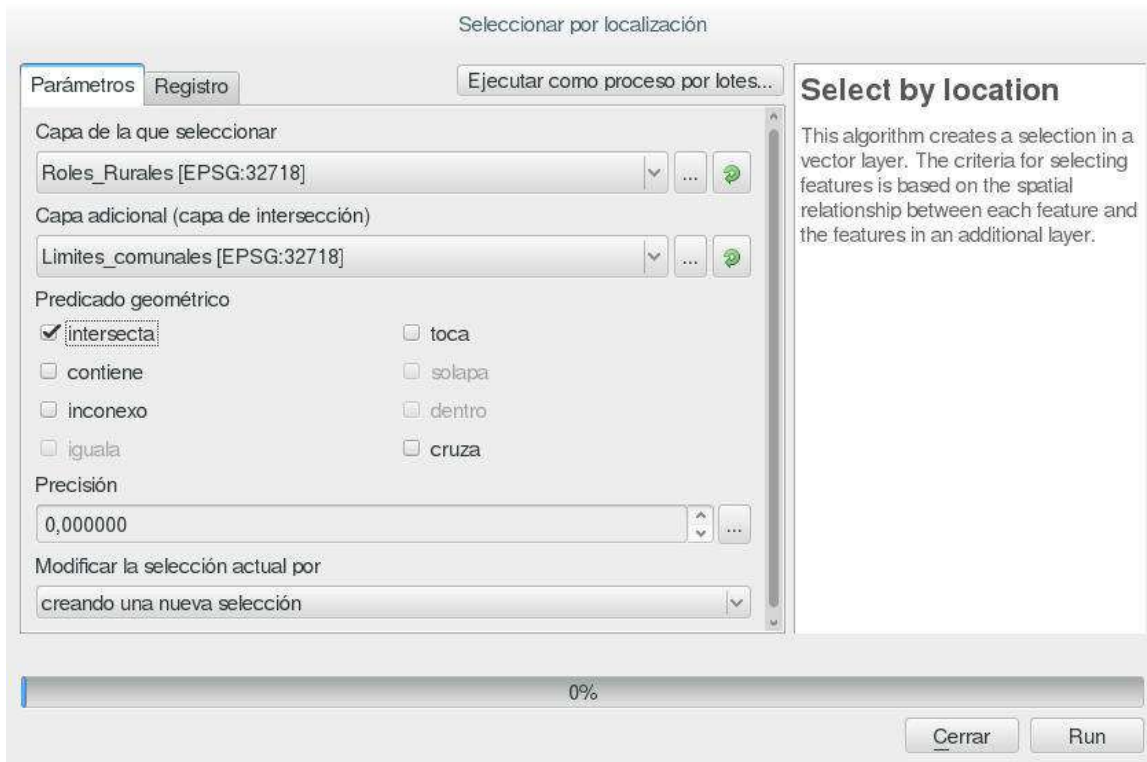 Seleccionar por localización
Parámetros
Registro
Ejecutar como proceso por lotes...
Capa de la que seleccionar
Roles_Rurales [EPSG:32718]
...
Capa adicional (capa de intersección)
Limites_comunales [EPSG:32718]
...
Predicado geométrico
intersecta
toca
contiene
solapa
inconexo
dentro
iguala
cruza
Precisión
0,000000
...
Modificar la selección actual por
creando una nueva selección
Select by location
This algorithm creates a selection in a
vector layer. The criteria for selecting
features is based on the spatial
relationship between each feature and
the features in an additional layer.
0%
Cerrar
Run